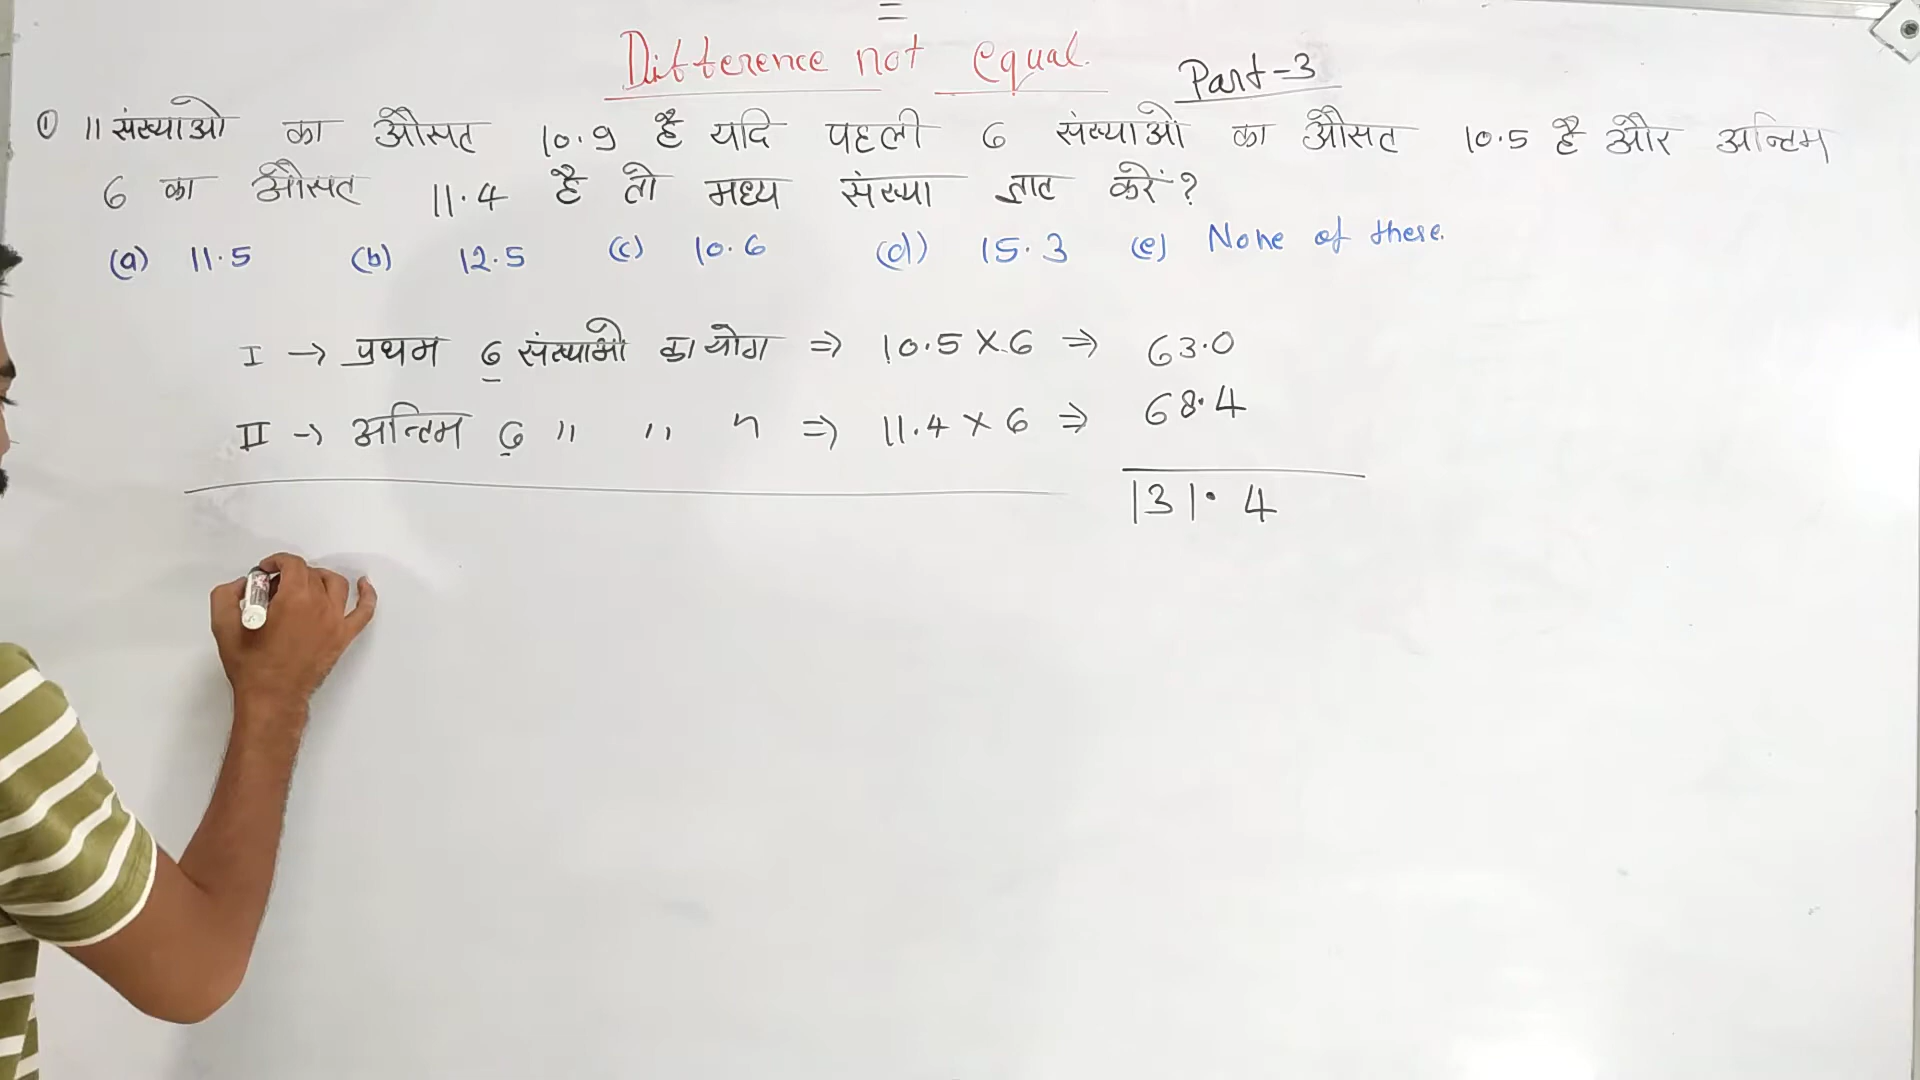 Difference not equal.
Part-3
① 11 संख्याओ का औसत 10.9 है यदि पहली 6 संख्याओ का औसत 10.5 है और अन्तिम
6 का औसत 11.4 है तो मध्य संख्या ज्ञात करें?
(a) 11.5 (b) 12.5 (c) 10.6 (d) 15.3 (e) None of these.
I → प्रथम 6 संख्याओ का योग ⇒ 10.5 × 6 ⇒ 63.0
II → अन्तिम 6 " " " ⇒ 11.4 × 6 ⇒ 68.4
131.4